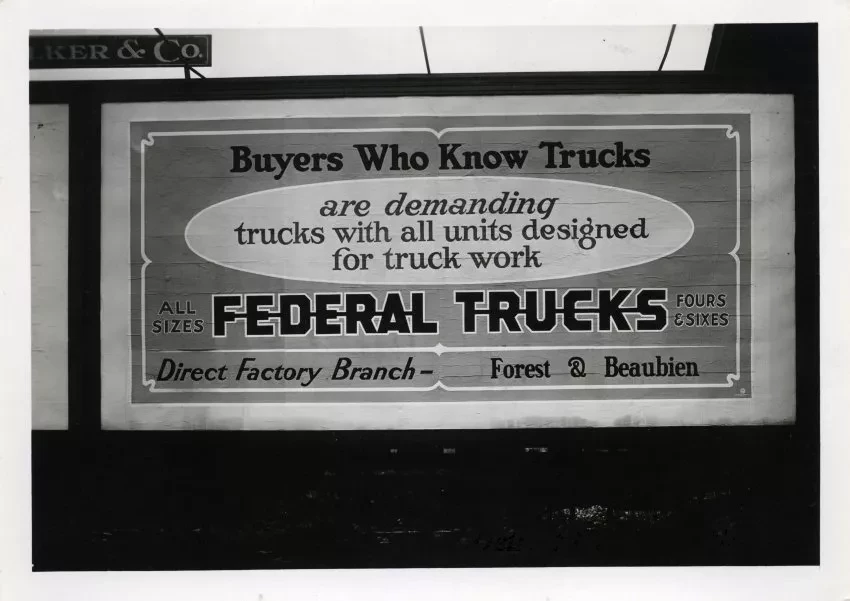 LKER & Co.
Buyers Who Know Trucks
are demanding
trucks with all units designed
for truck work
ALL SIZES FEDERAL TRUCKS FOURS & SIXES
Direct Factory Branch – Forest & Beaubien